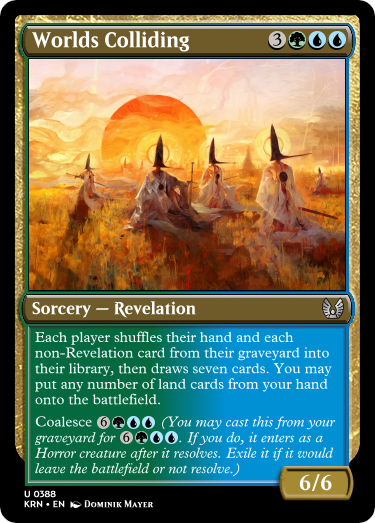 Worlds Colliding 3
Sorcery — Revelation
Each player shuffles their hand and each
non-Revelation card from their graveyard into
their library, then draws seven cards. You may
put any number of land cards from your hand
onto the battlefield.
Coalesce 6 (You may cast this from your
graveyard for 6. If you do, it enters as a
Horror creature after it resolves. Exile it if it would
leave the battlefield or not resolve.)
6/6
U 0388
KRN • EN Dominik Mayer